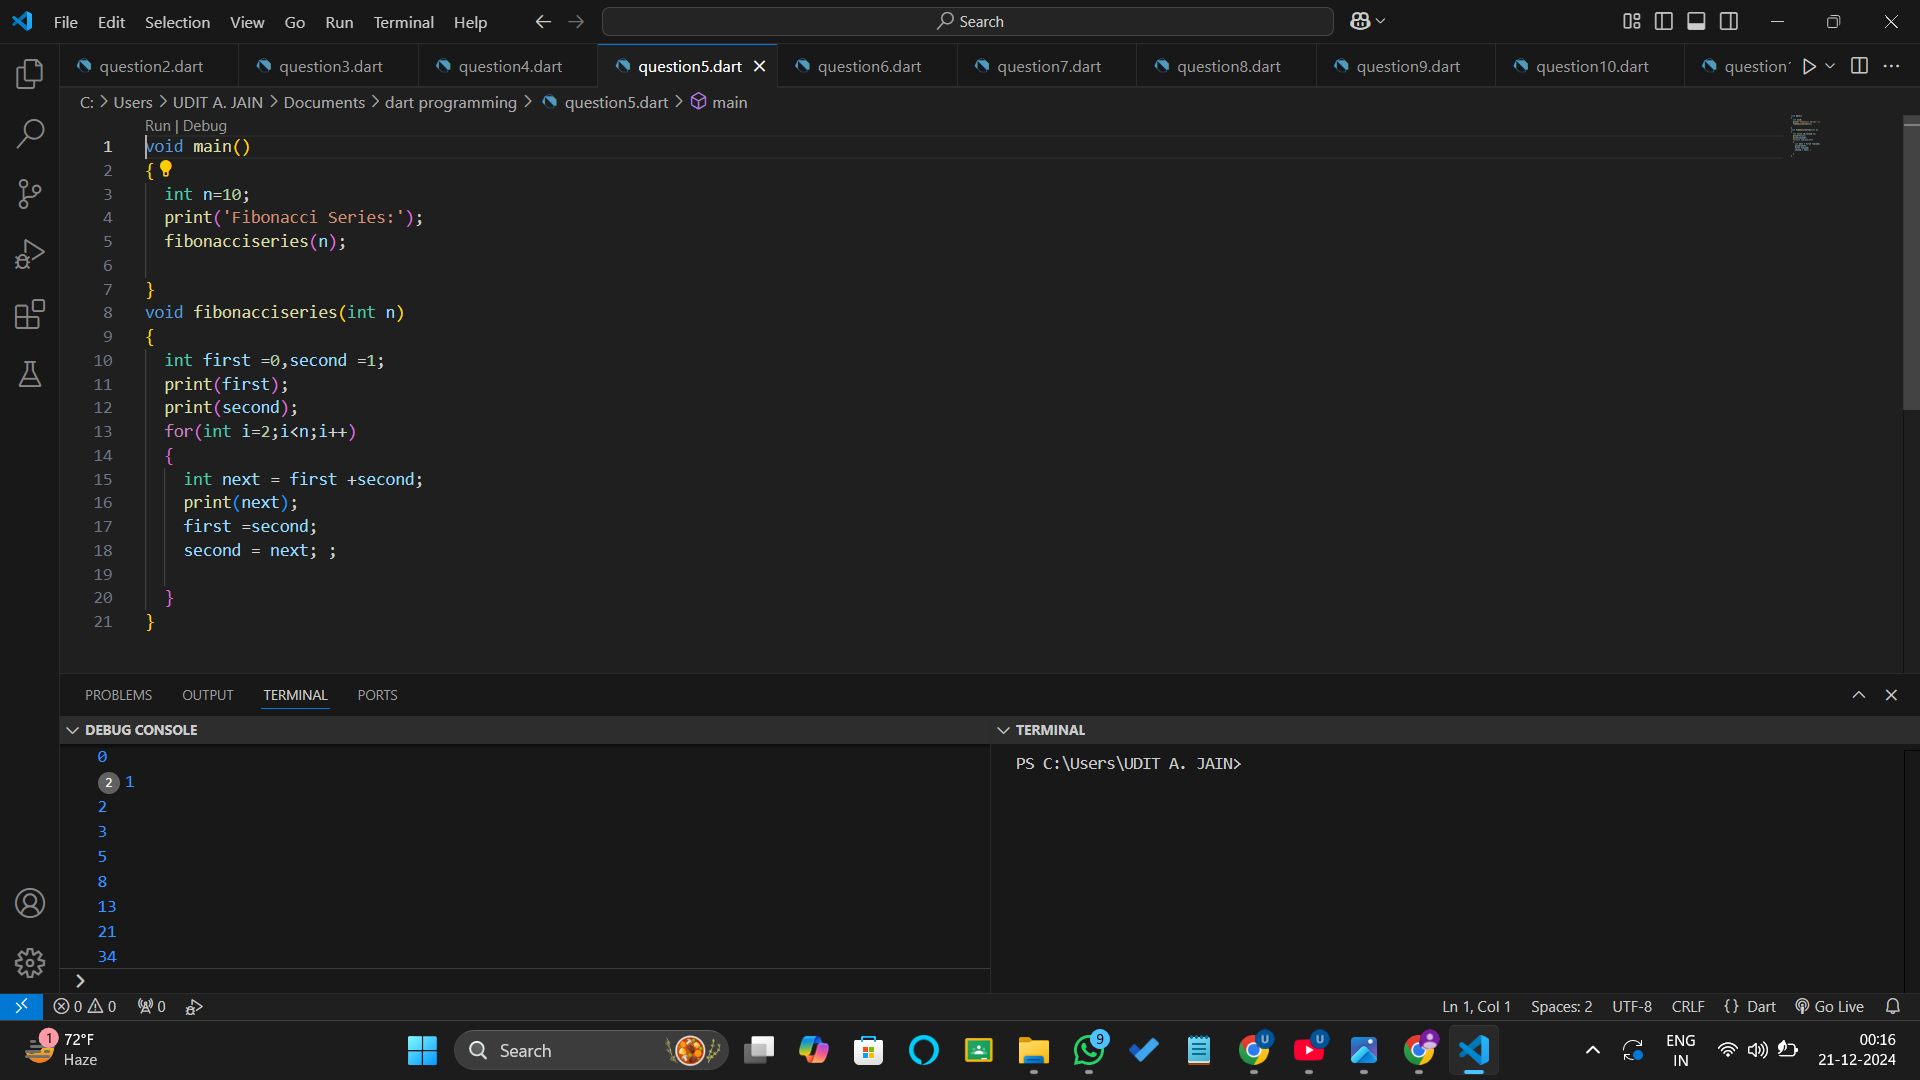 File Edit Selection View Go Run Terminal Help Search
question2.dart question3.dart question4.dart question5.dart question6.dart question7.dart question8.dart question9.dart question10.dart question1
C: > Users > UDIT A. JAIN > Documents > dart programming > question5.dart > main
Run | Debug
1 void main()
2 {
3 int n=10;
4 print('Fibonacci Series:');
5 fibonacciseries(n);
6
7 }
8 void fibonacciseries(int n)
9 {
10 int first =0,second =1;
11 print(first);
12 print(second);
13 for(int i=2;i<n;i++)
14 {
15 int next = first +second;
16 print(next);
17 first =second;
18 second = next; ;
19
20 }
21 }
PROBLEMS OUTPUT TERMINAL PORTS
DEBUG CONSOLE
0
2 1
2
3
5
8
13
21
34
>
TERMINAL
PS C:\Users\UDIT A. JAIN>
0 0 0 Ln 1, Col 1 Spaces: 2 UTF-8 CRLF {} Dart Go Live
1 72°F
Haze
Search
9
U
U
ENG
IN
00:16
21-12-2024